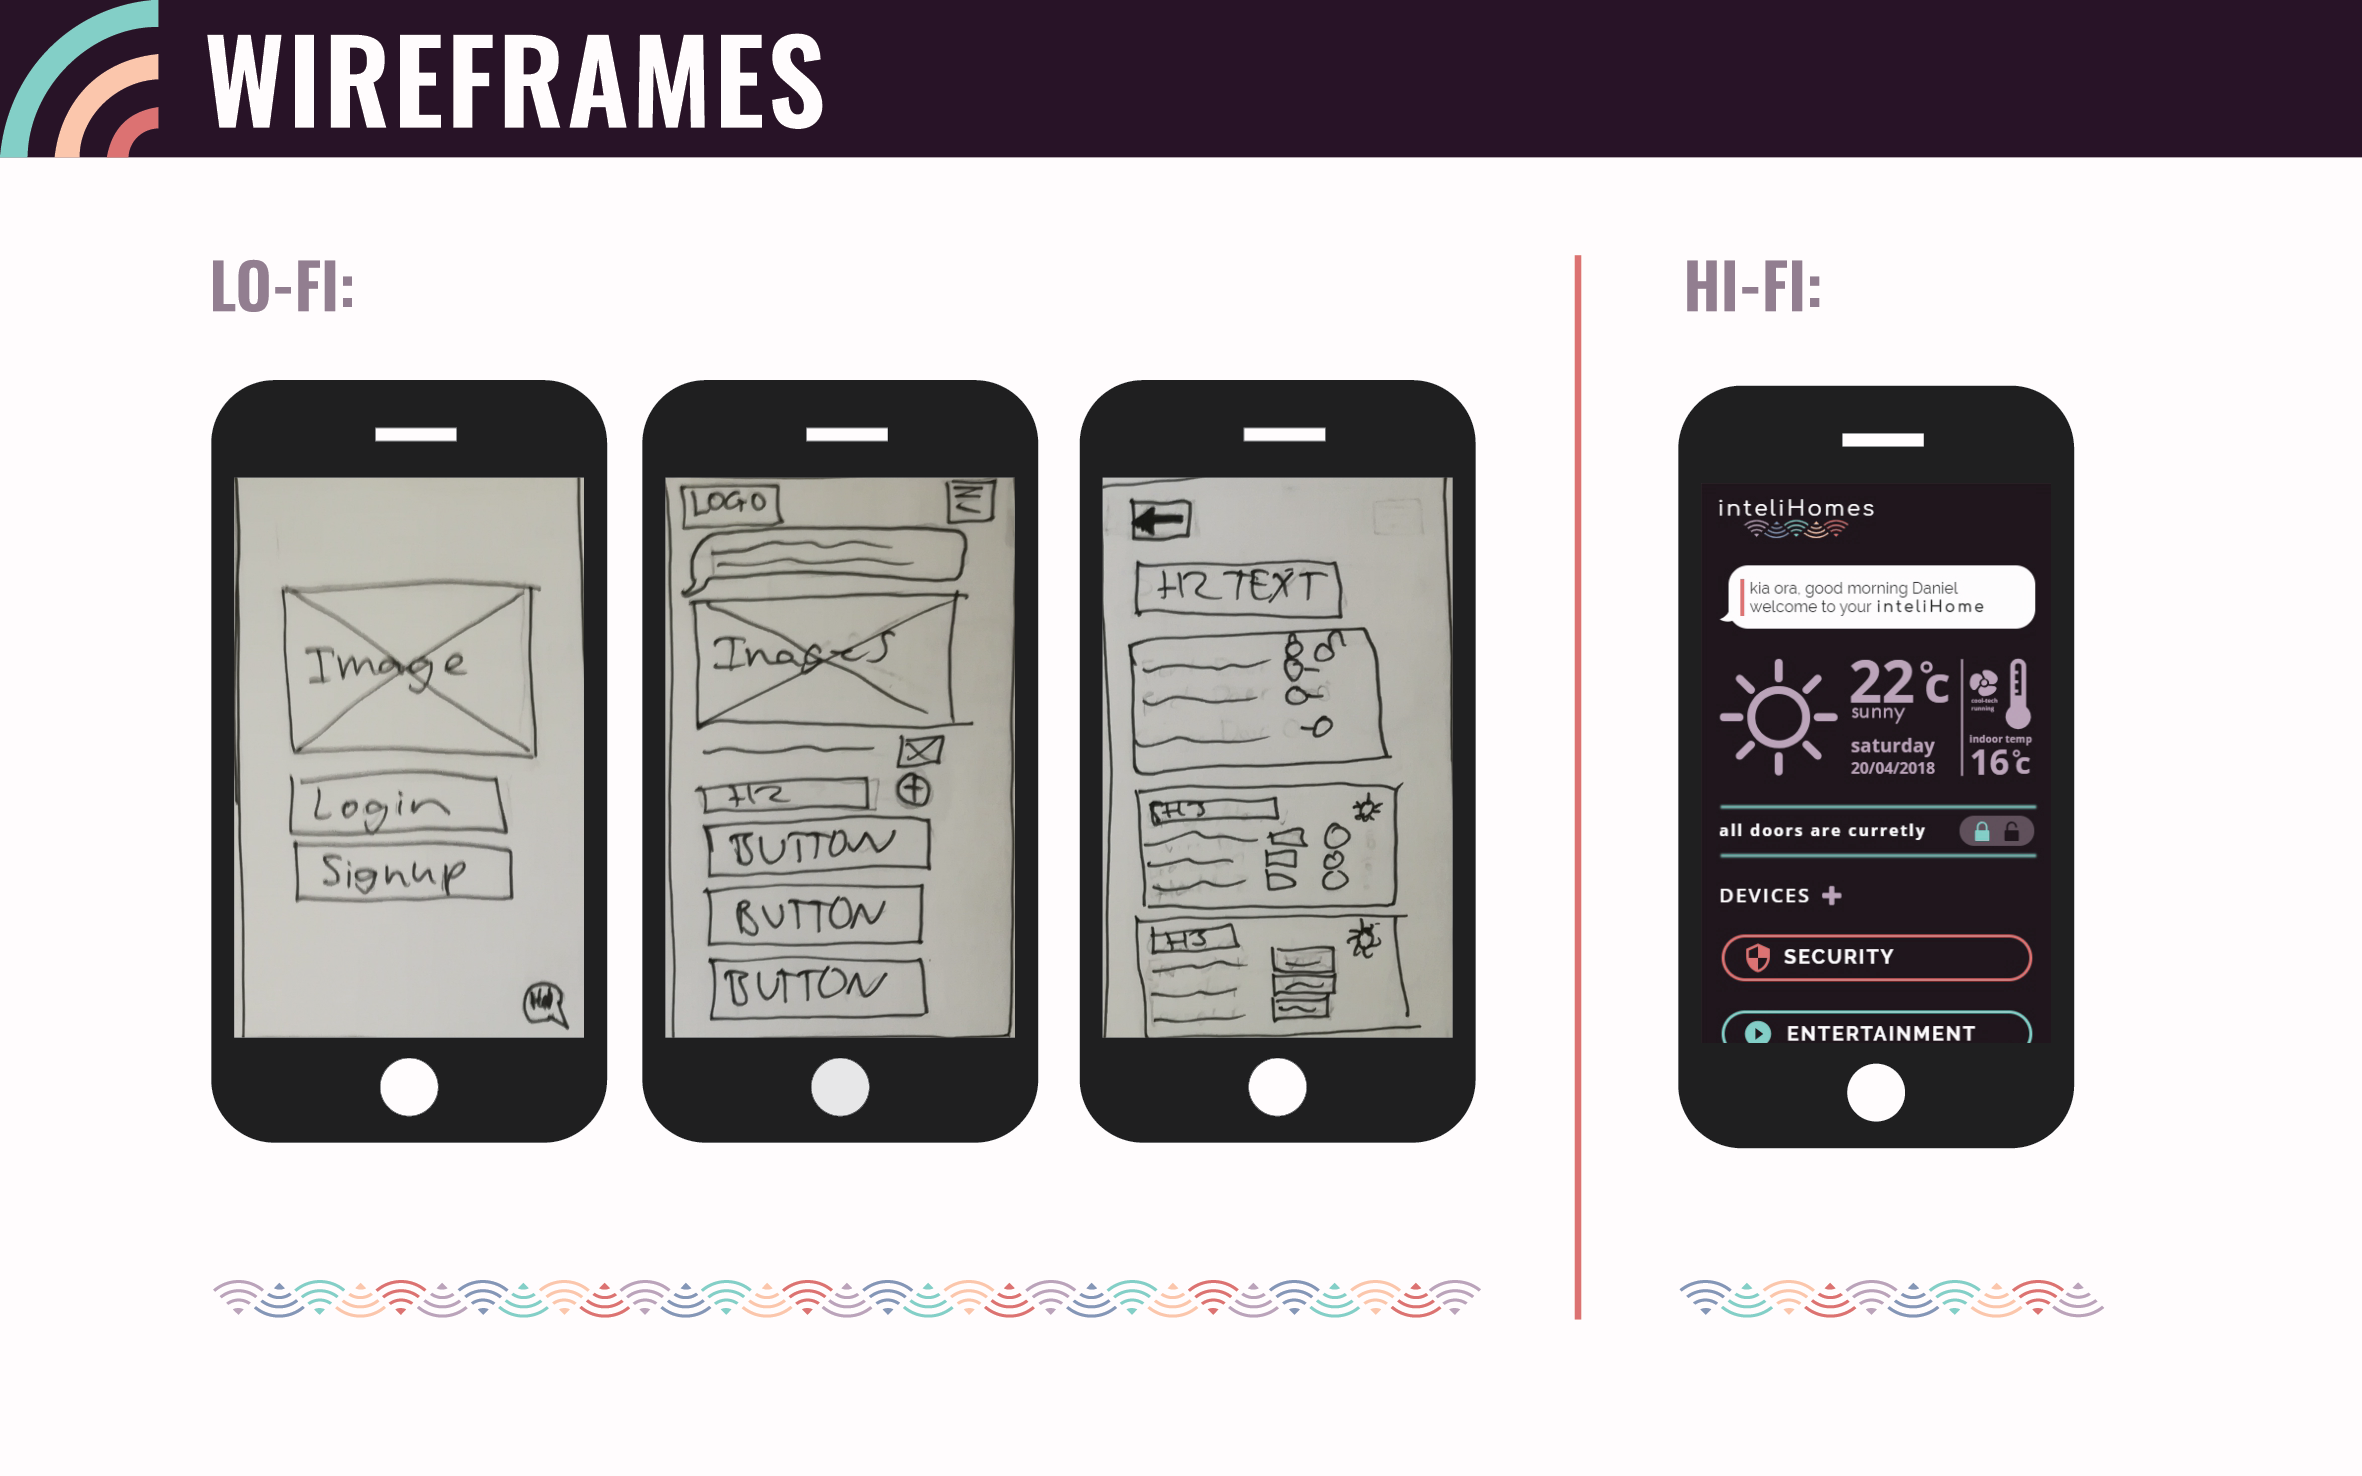 WIREFRAMES
LO-FI:
Image
Login
Signup
LOGO
Images
H2
BUTTON
BUTTON
BUTTON
H2 TEXT
H3
H3
HI-FI:
inteliHomes
kia ora, good morning Daniel
welcome to your inteliHome
22°c
sunny
saturday
20/04/2018
cool-tech
running
indoor temp
16°c
all doors are curretly
DEVICES +
SECURITY
ENTERTAINMENT